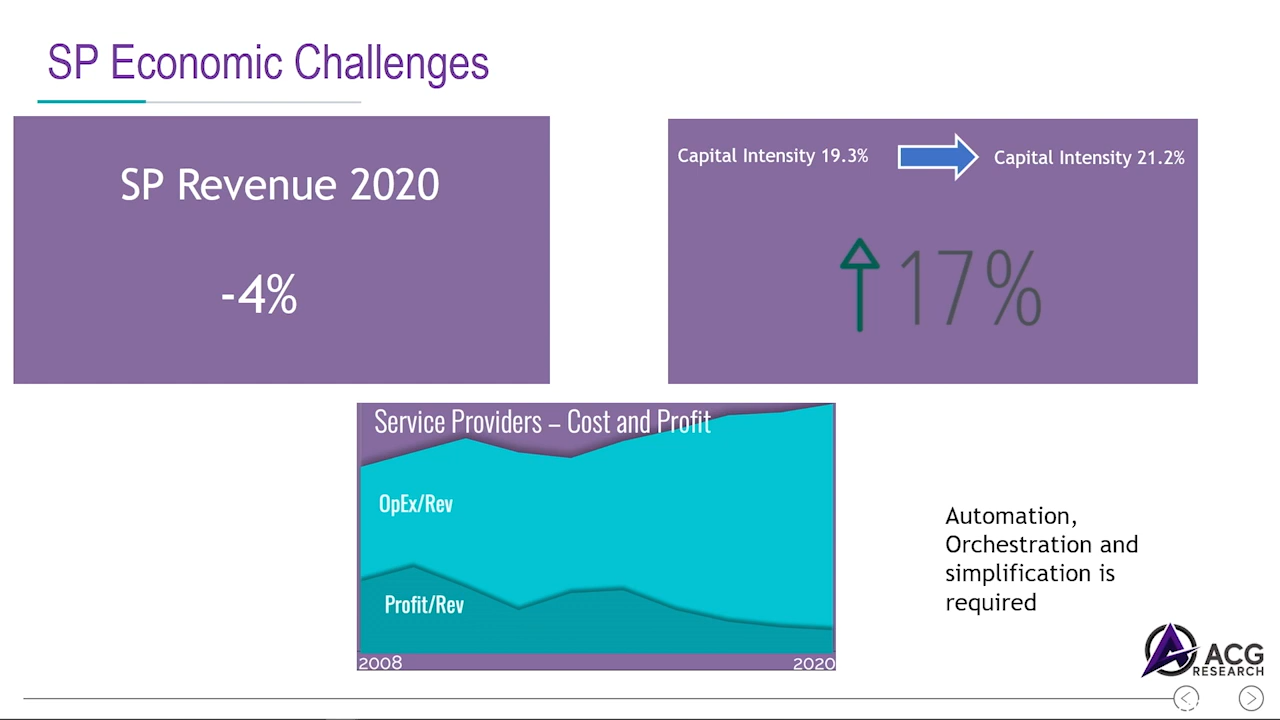 SP Economic Challenges
SP Revenue 2020
-4%
Capital Intensity 19.3%
Capital Intensity 21.2%
17%
Service Providers – Cost and Profit
OpEx/Rev
Profit/Rev
2008
2020
Automation,
Orchestration and
simplification is
required
ACG
RESEARCH